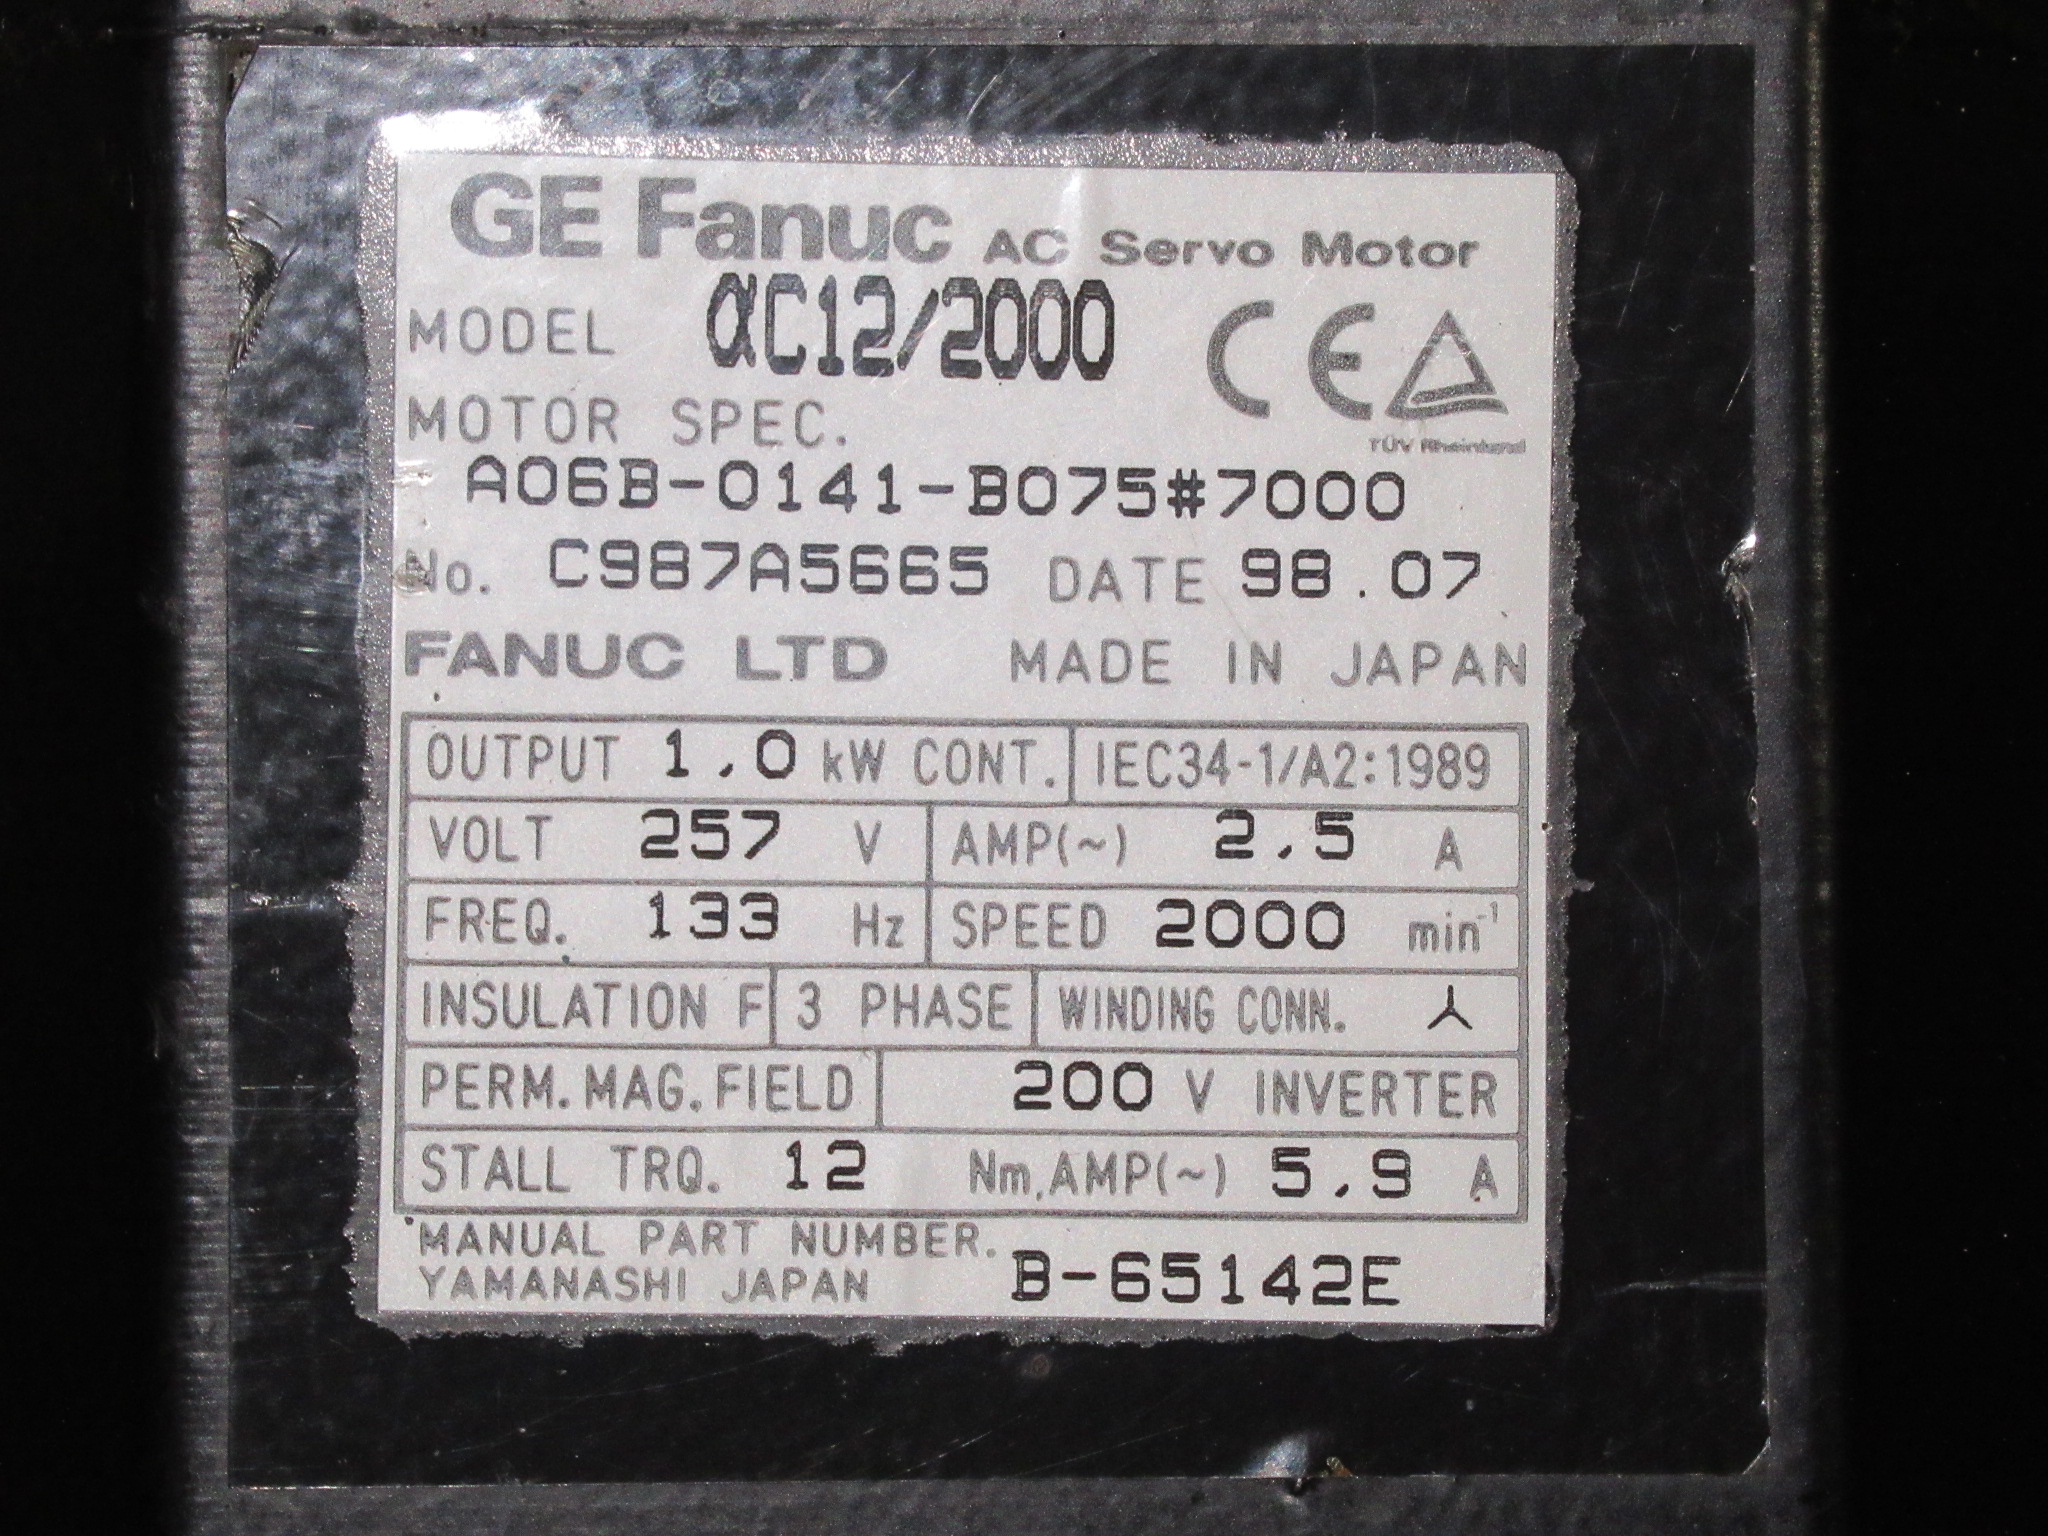 GE Fanuc AC Servo Motor
MODEL αC12/2000
CE
TÜV Rheinland
MOTOR SPEC.
A06B-0141-B075#7000
No. C987A5665 DATE 98.07
FANUC LTD MADE IN JAPAN
OUTPUT 1.0 kW CONT. IEC34-1/A2:1989
VOLT 257 V AMP(~) 2.5 A
FREQ. 133 Hz SPEED 2000 min⁻¹
INSULATION F 3 PHASE WINDING CONN.
PERM. MAG. FIELD 200 V INVERTER
STALL TRQ. 12 Nm. AMP(~) 5.9 A
MANUAL PART NUMBER.
YAMANASHI JAPAN B-65142E